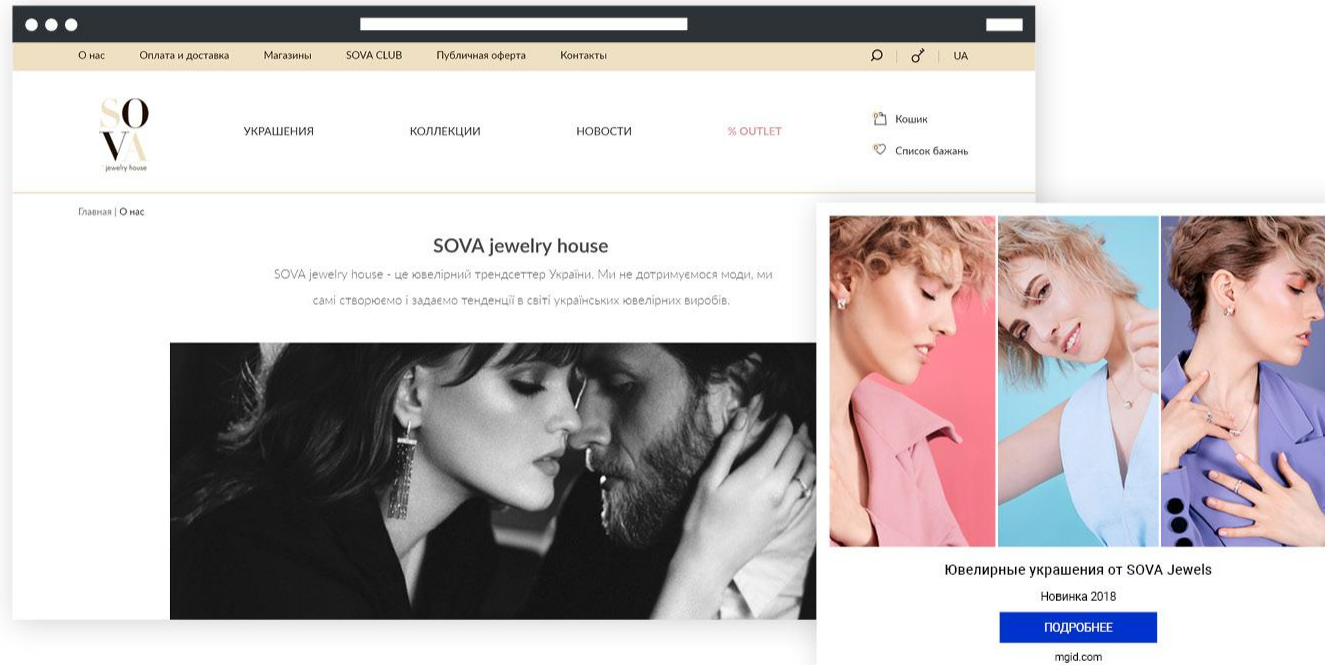 О нас Оплата и доставка Магазины SOVA CLUB Публичная оферта Контакты UA
SO
VA
jewelry house
УКРАШЕНИЯ КОЛЛЕКЦИИ НОВОСТИ % OUTLET
Кошик
Список бажань
Главная | О нас
SOVA jewelry house
SOVA jewelry house - це ювелірний трендсеттер України. Ми не дотримуємося моди, ми
самі створюємо і задаємо тенденції в світі українських ювелірних виробів.
Ювелирные украшения от SOVA Jewels
Новинка 2018
ПОДРОБНЕЕ
mgid.com